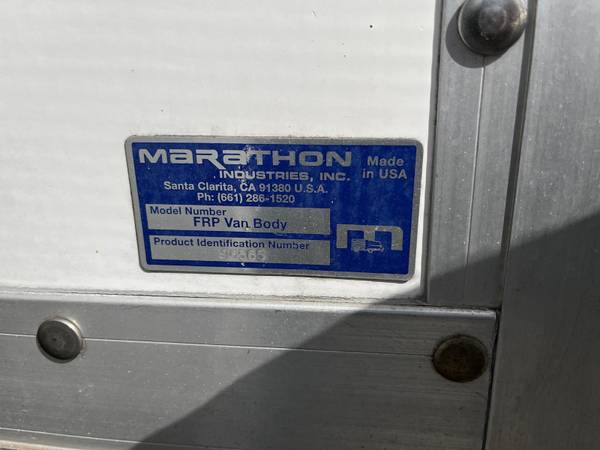 MARATHON
INDUSTRIES, INC.
Made
in USA
Santa Clarita, CA 91380 U.S.A.
Ph: (661) 286-1520
Model Number
FRP Van Body
Product Identification Number